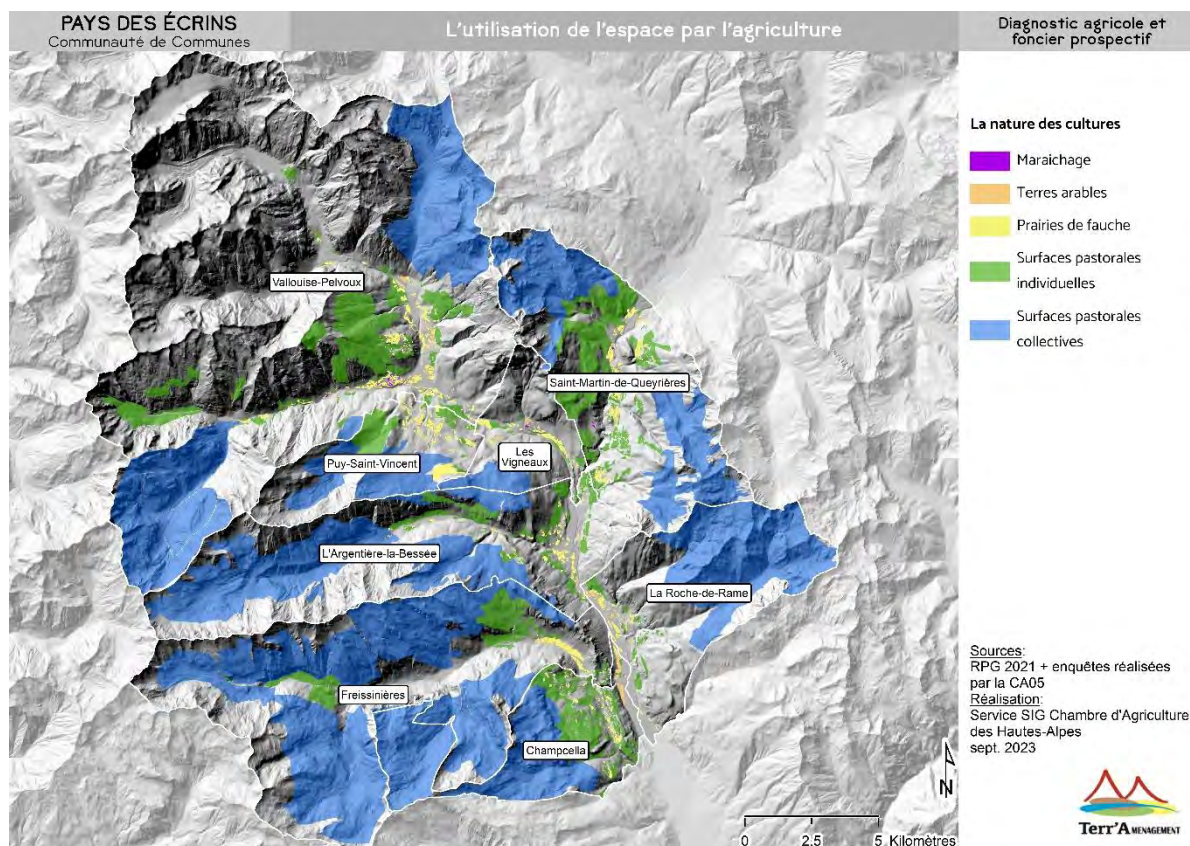 PAYS DES ÉCRINS
Communauté de Communes
L'utilisation de l'espace par l'agriculture
Diagnostic agricole et
foncier prospectif
La nature des cultures
Maraichage
Terres arables
Prairies de fauche
Surfaces pastorales
individuelles
Surfaces pastorales
collectives
Vallouise-Pelvoux
Saint-Martin-de-Queyrières
Les
Vigneaux
Puy-Saint-Vincent
L'Argentière-la-Bessée
La Roche-de-Rame
Freissinières
Champcella
Sources:
RPG 2021 + enquêtes réalisées
par la CA05
Réalisation:
Service SIG Chambre d'Agriculture
des Hautes-Alpes
sept. 2023
N
0 2,5 5 Kilomètres
Terr'AMENAGEMENT